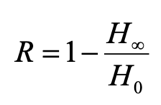 R = 1 − H∞/H₀